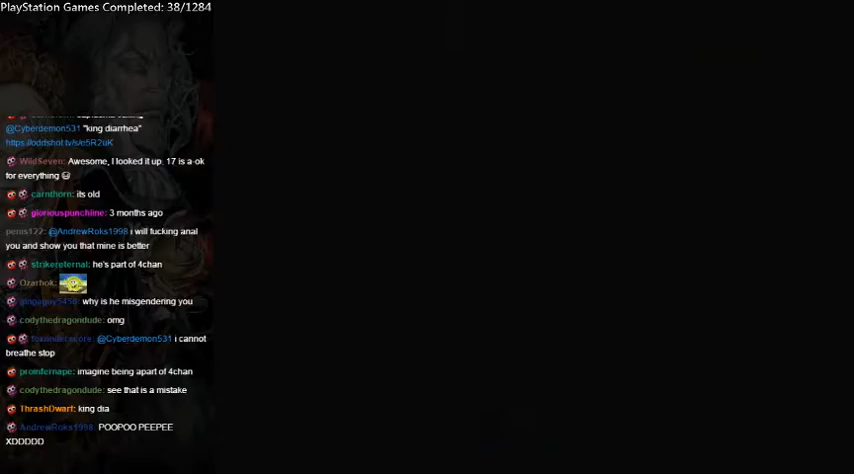 PlayStation Games Completed: 38/1284
@Cyberdemon531 "king diarrhea"
https://oddshot.tv/s/e5R2uK
WildSeven: Awesome, I looked it up. 17 is a-ok
for everything
carnthorn: its old
gloriouspunchline: 3 months ago
penis122: @AndrewRoks1998 i will fucking anal
you and show you that mine is better
strikereternal: he's part of 4chan
Ozarhok:
why is he misgendering you
codythedragondude: omg
@Cyberdemon531 i cannot
breathe stop
proinfernape: imagine being apart of 4chan
codythedragondude: see that is a mistake
ThrashDwarf: king dia
AndrewRoks1998: POOPOO PEEPEE
XDDDDD